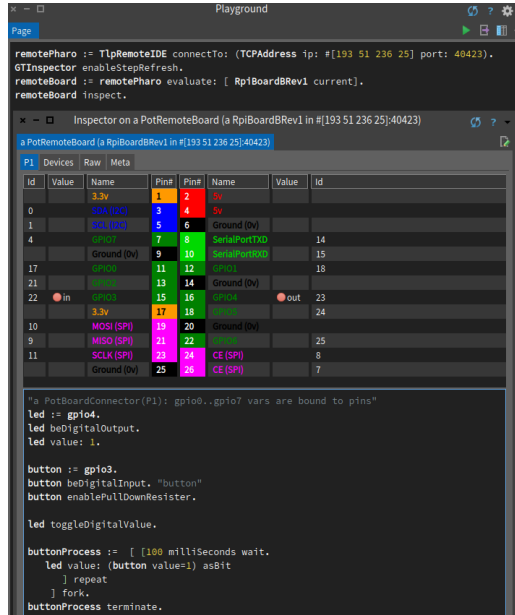 Playground
Page
remotePharo := TlpRemoteIDE connectTo: (TCPAddress ip: #[193 51 236 25] port: 40423).
GTInspector enableStepRefresh.
remoteBoard := remotePharo evaluate: [ RpiBoardBRev1 current].
remoteBoard inspect.
Inspector on a PotRemoteBoard (a RpiBoardBRev1 in #[193 51 236 25]:40423)
a PotRemoteBoard (a RpiBoardBRev1 in #[193 51 236 25]:40423)
P1 Devices Raw Meta
Id Value Name Pin# Pin# Name Value Id
3.3v 1 2 5v
0 3 4 5v
1 SCL (I2C) 5 6 Ground (0v)
4 GPIO7 7 8 SerialPortTXD 14
Ground (0v) 9 10 SerialPortRXD 15
17 GPIO0 11 12 GPIO1 18
21 GPIO2 13 14 Ground (0v)
22 in GPIO3 15 16 GPIO4 out 23
3.3v 17 18 GPIO5 24
10 MOSI (SPI) 19 20 Ground (0v)
9 MISO (SPI) 21 22 GPIO6 25
11 SCLK (SPI) 23 24 CE (SPI) 8
Ground (0v) 25 26 CE (SPI) 7
"a PotBoardConnector(P1): gpio0..gpio7 vars are bound to pins"
led := gpio4.
led beDigitalOutput.
led value: 1.
button := gpio3.
button beDigitalInput. "button"
button enablePullDownResister.
led toggleDigitalValue.
buttonProcess := [ [100 milliSeconds wait.
led value: (button value=1) asBit
] repeat
] fork.
buttonProcess terminate.